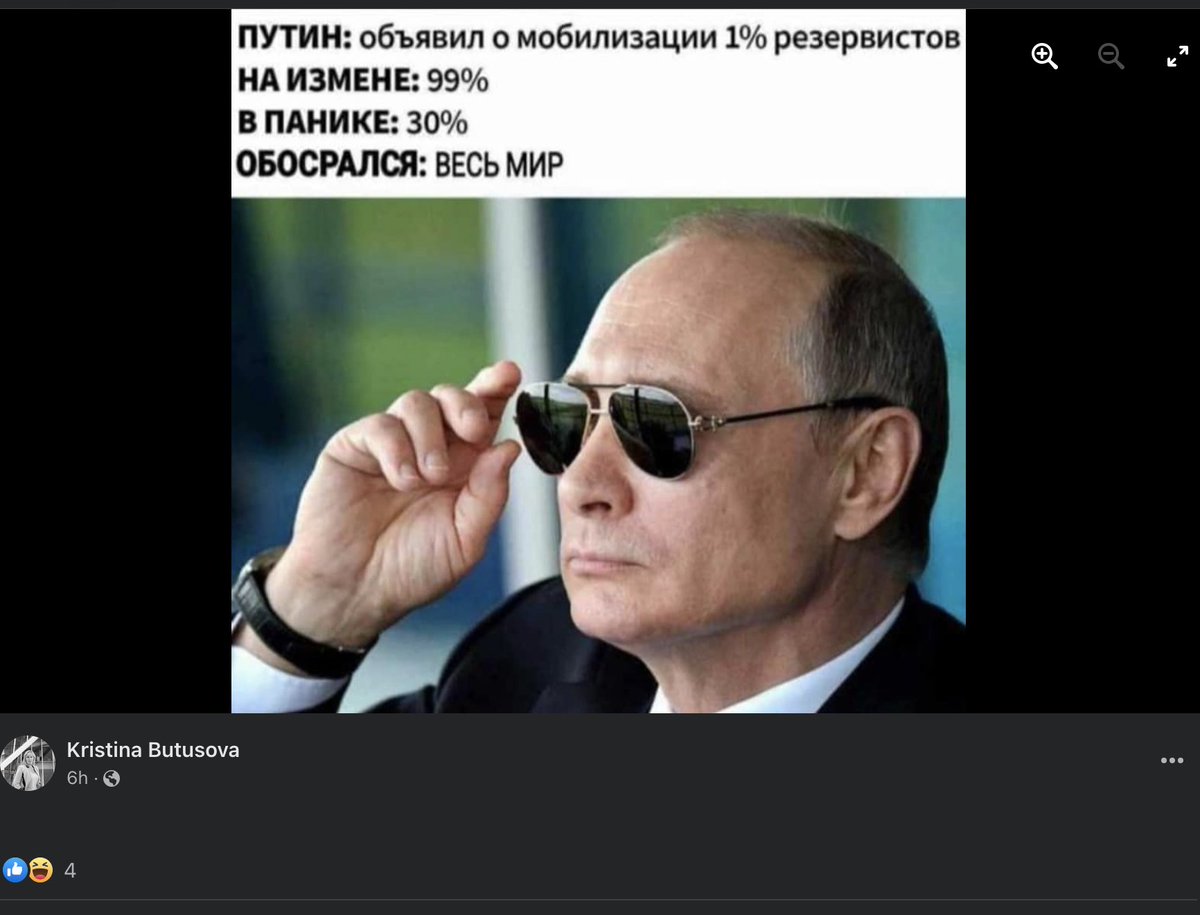 ПУТИН: объявил о мобилизации 1% резервистов
НА ИЗМЕНЕ: 99%
В ПАНИКЕ: 30%
ОБОСРАЛСЯ: ВЕСЬ МИР
Kristina Butusova
6h ·
4